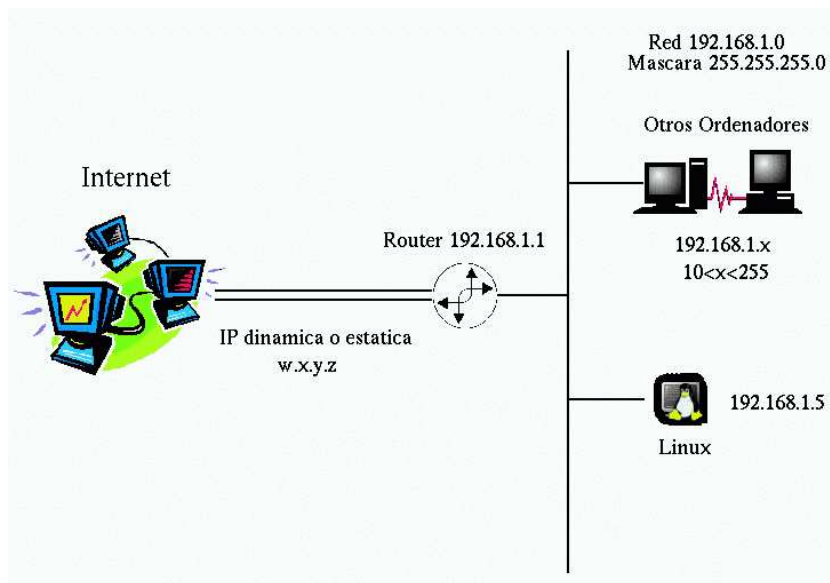 Red 192.168.1.0
Mascara 255.255.255.0
Otros Ordenadores
Internet
Router 192.168.1.1
192.168.1.x
10<x<255
IP dinamica o estatica
w.x.y.z
192.168.1.5
Linux